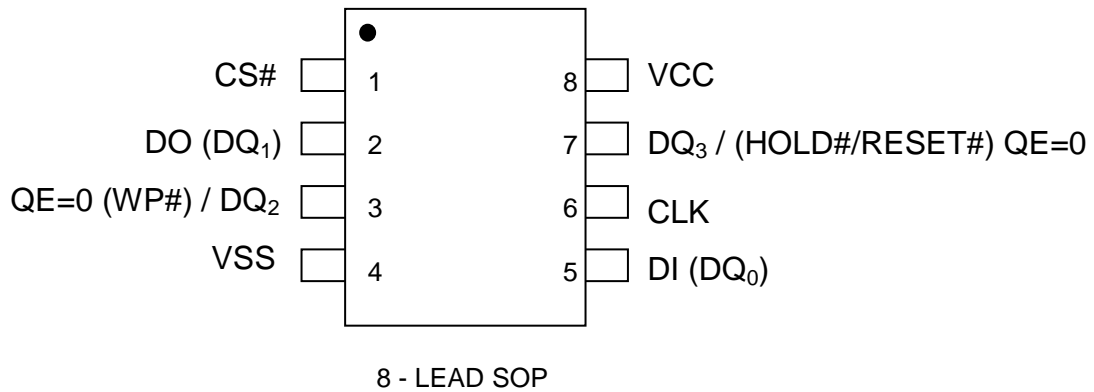 CS# 1 8 VCC
DO (DQ₁) 2 7 DQ₃ / (HOLD#/RESET#) QE=0
QE=0 (WP#) / DQ₂ 3 6 CLK
VSS 4 5 DI (DQ₀)
8 - LEAD SOP